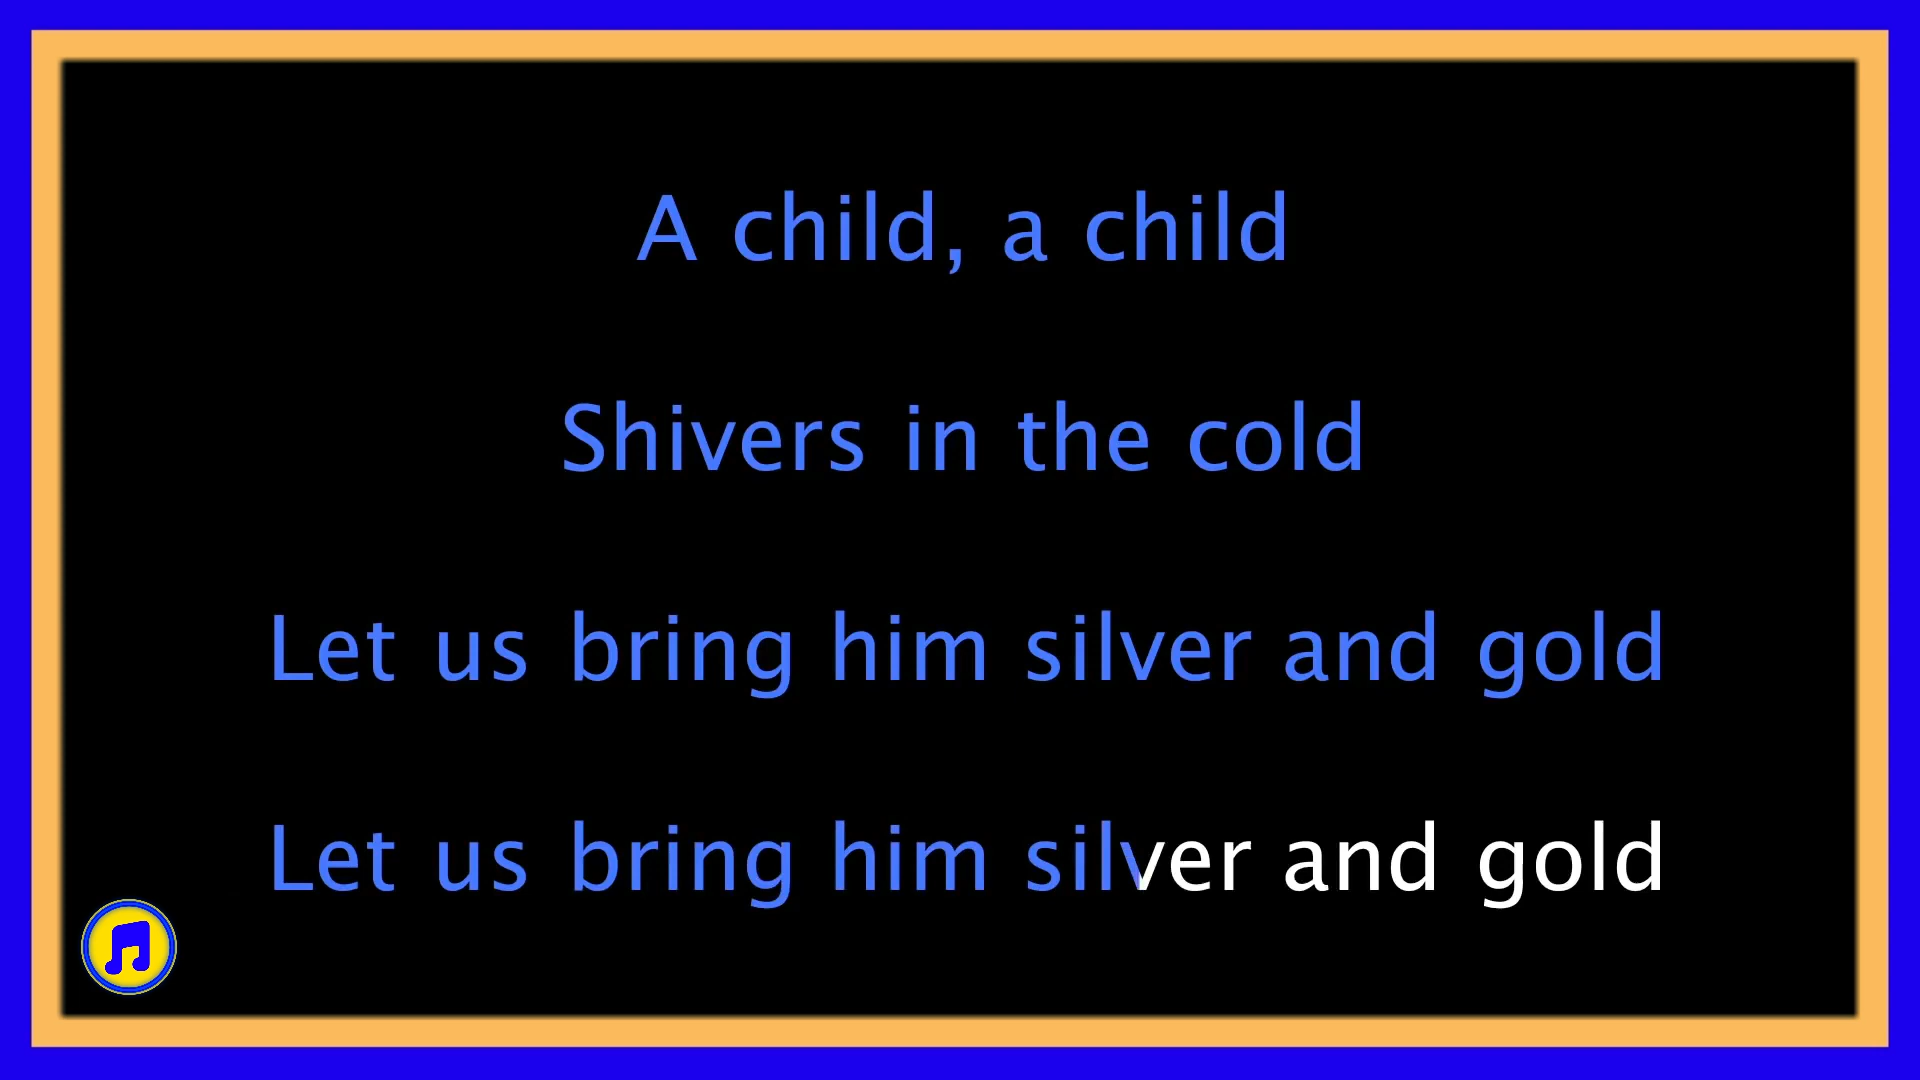 A child, a child
Shivers in the cold
Let us bring him silver and gold
Let us bring him silver and gold